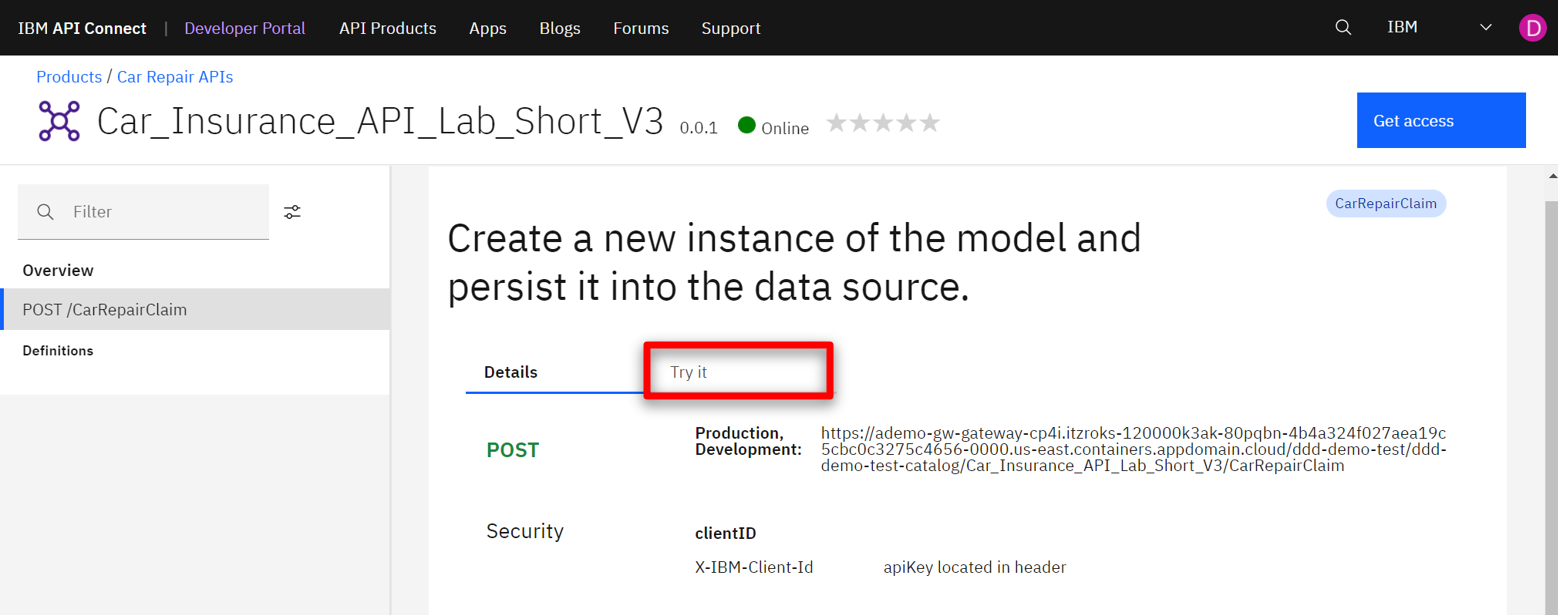 IBM API Connect | Developer Portal API Products Apps Blogs Forums Support IBM D
Products / Car Repair APIs
Car_Insurance_API_Lab_Short_V3 0.0.1 Online Get access
Filter
Overview
POST /CarRepairClaim
Definitions
CarRepairClaim
Create a new instance of the model and
persist it into the data source.
Details Try it
POST
Production,
Development:
https://ademo-gw-gateway-cp4i.itzroks-120000k3ak-80pqbn-4b4a324f027aea19c
5cbc0c3275c4656-0000.us-east.containers.appdomain.cloud/ddd-demo-test/ddd-
demo-test-catalog/Car_Insurance_API_Lab_Short_V3/CarRepairClaim
Security
clientID
X-IBM-Client-Id apiKey located in header